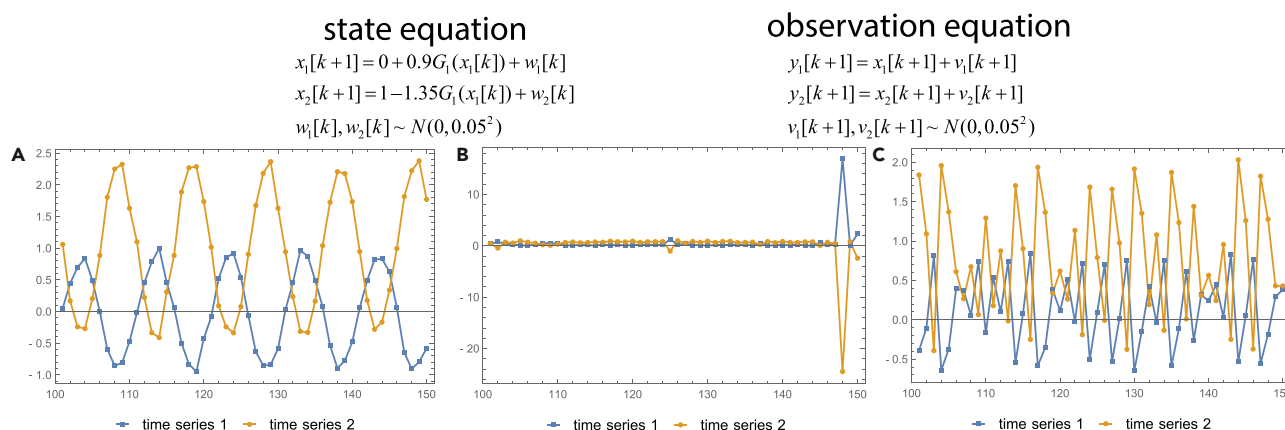 state equation
x₁[k+1] = 0+0.9G₁(x₁[k])+w₁[k]
x₂[k+1] = 1−1.35G₁(x₁[k])+w₂[k]
w₁[k], w₂[k] ~ N(0,0.05²)
observation equation
y₁[k+1] = x₁[k+1]+v₁[k+1]
y₂[k+1] = x₂[k+1]+v₂[k+1]
v₁[k+1], v₂[k+1] ~ N(0,0.05²)
A
2.5
2.0
1.5
1.0
0.5
0.0
-0.5
-1.0
100 110 120 130 140 150
time series 1 time series 2
B
10
0
- 10
- 20
100 110 120 130 140 150
time series 1 time series 2
C
2.0
1.5
1.0
0.5
0.0
-0.5
100 110 120 130 140 150
time series 1 time series 2